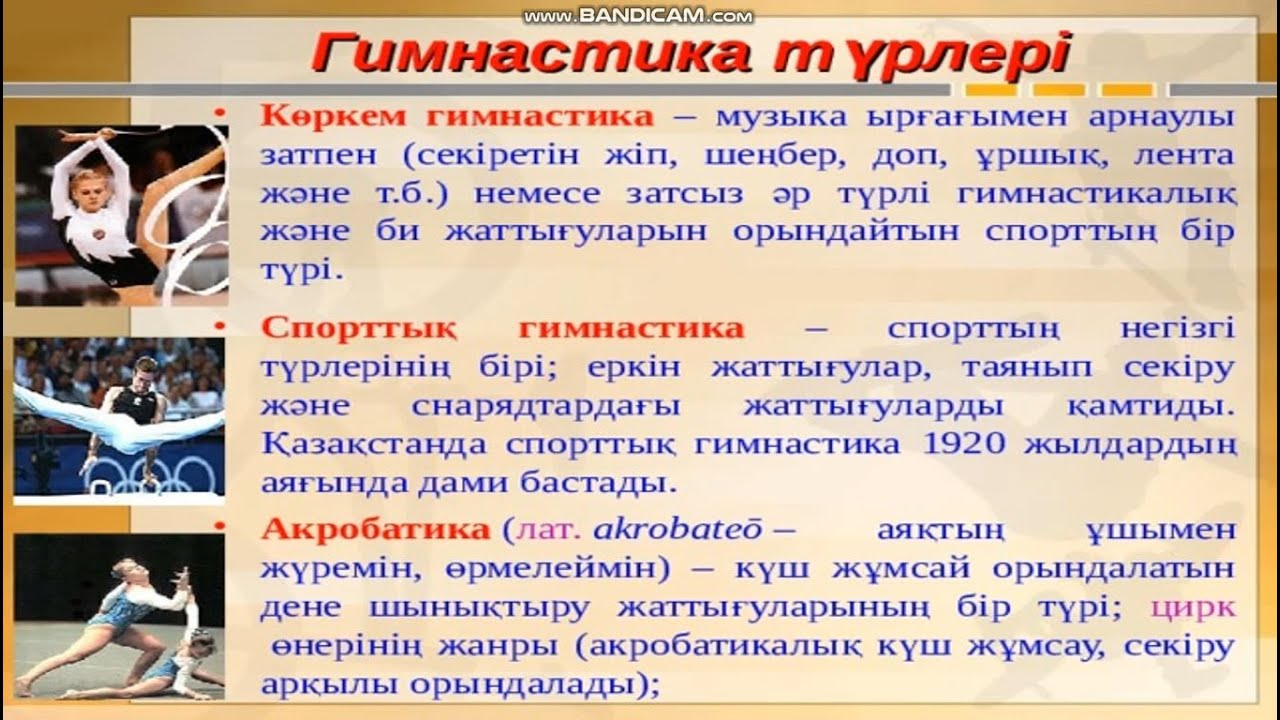 www.BANDICAM.com
Гимнастика түрлері
• Көркем гимнастика – музыка ырғағымен арнаулы
затпен (секіретін жіп, шеңбер, доп, ұршық, лента
және т.б.) немесе затсыз әр түрлі гимнастикалық
және би жаттығуларын орындайтын спорттың бір
түрі.
• Спорттық гимнастика – спорттың негізгі
түрлерінің бірі; еркін жаттығулар, таянып секіру
және снарядтардағы жаттығуларды қамтиды.
Қазақстанда спорттық гимнастика 1920 жылдардың
аяғында дами бастады.
• Акробатика (лат. akrobateō – аяқтың ұшымен
жүремін, өрмелеймін) – күш жұмсай орындалатын
дене шынықтыру жаттығуларының бір түрі; цирк
өнерінің жанры (акробатикалық күш жұмсау, секіру
арқылы орындалады);